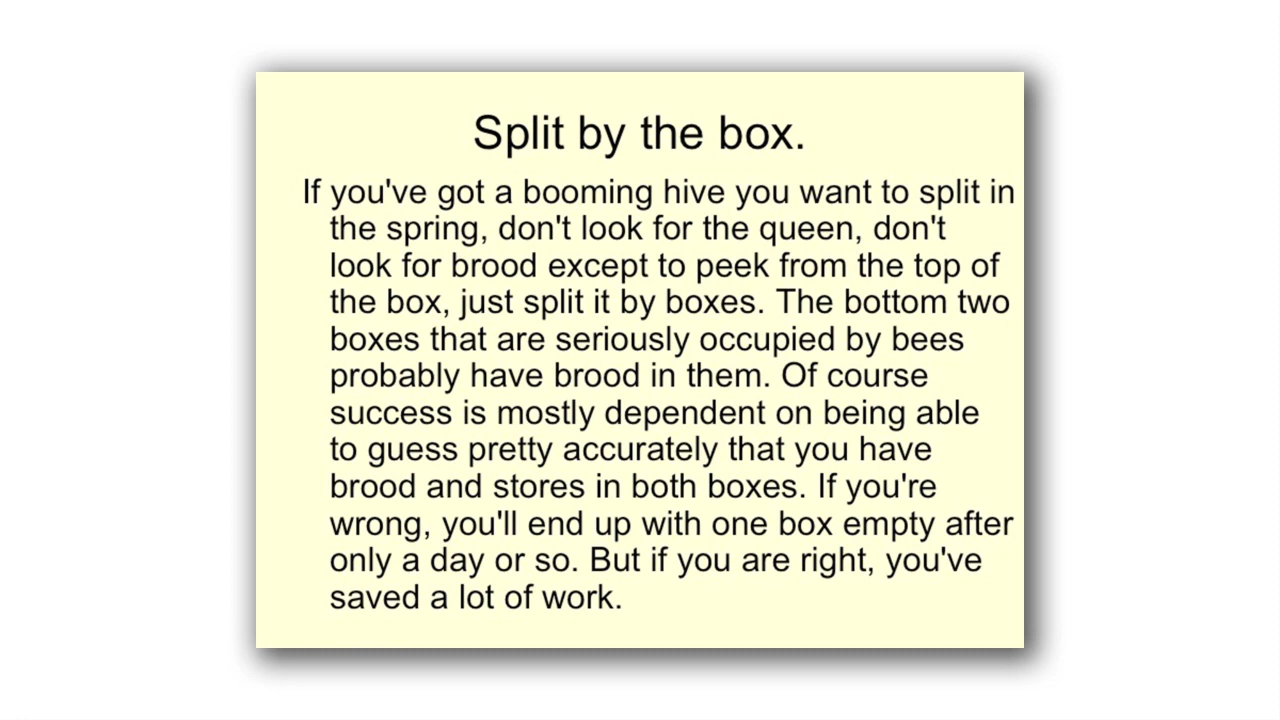 Split by the box.
If you've got a booming hive you want to split in
the spring, don't look for the queen, don't
look for brood except to peek from the top of
the box, just split it by boxes. The bottom two
boxes that are seriously occupied by bees
probably have brood in them. Of course
success is mostly dependent on being able
to guess pretty accurately that you have
brood and stores in both boxes. If you're
wrong, you'll end up with one box empty after
only a day or so. But if you are right, you've
saved a lot of work.